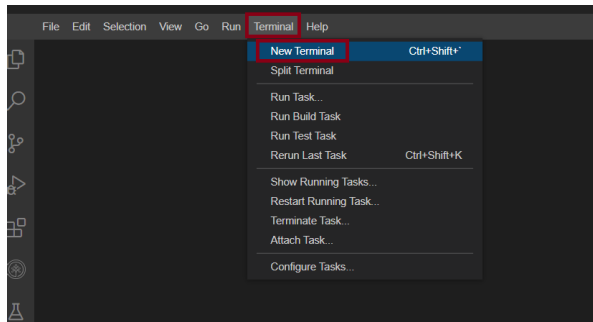 File Edit Selection View Go Run Terminal Help
New Terminal Ctrl+Shift+`
Split Terminal
Run Task...
Run Build Task
Run Test Task
Rerun Last Task Ctrl+Shift+K
Show Running Tasks...
Restart Running Task...
Terminate Task...
Attach Task...
Configure Tasks...